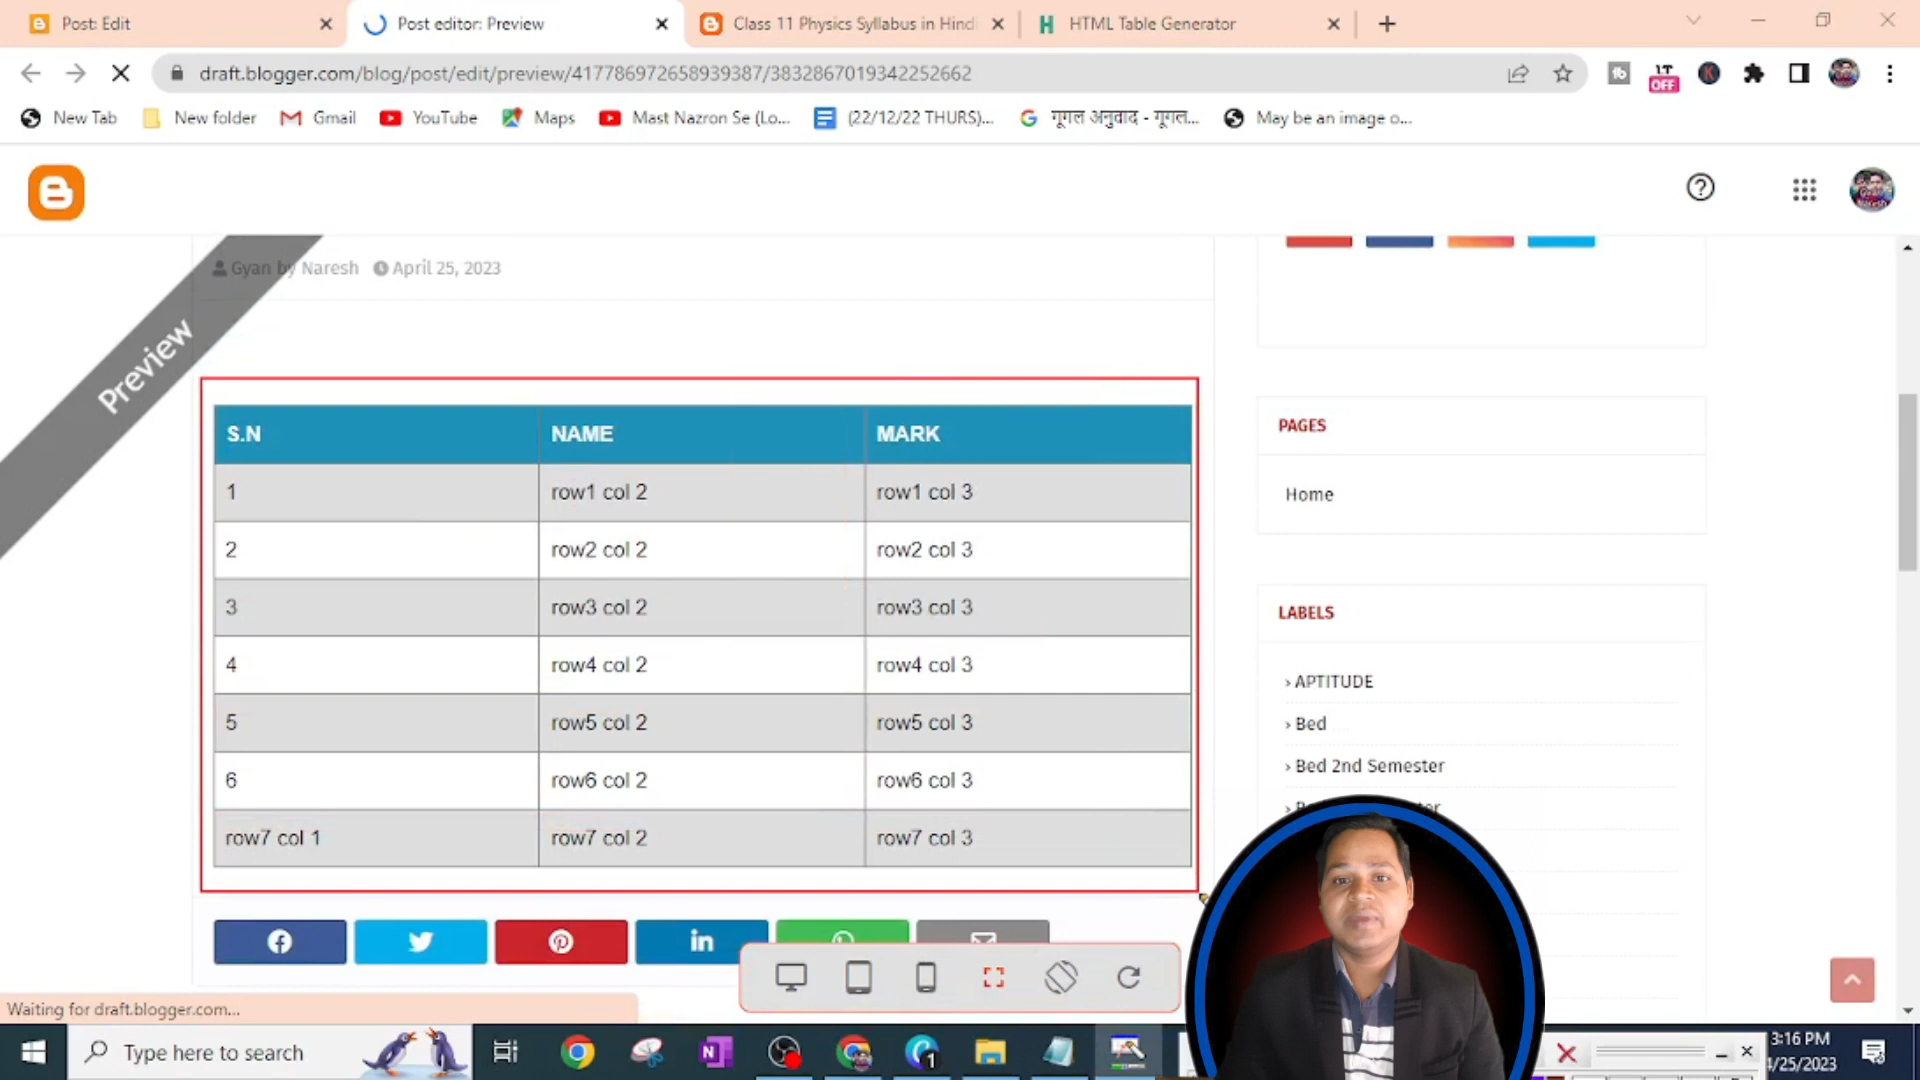 Post: Edit
Post editor: Preview
Class 11 Physics Syllabus in Hindi
HTML Table Generator
draft.blogger.com/blog/post/edit/preview/417786972658939387/3832867019342252662
OFF
New Tab
New folder
Gmail
YouTube
Maps
Mast Nazron Se (Lo...
(22/12/22 THURS)...
गूगल अनुवाद - गूगल...
May be an image o...
Preview
Gyan by Naresh
April 25, 2023
S.N NAME MARK
1 row1 col 2 row1 col 3
2 row2 col 2 row2 col 3
3 row3 col 2 row3 col 3
4 row4 col 2 row4 col 3
5 row5 col 2 row5 col 3
6 row6 col 2 row6 col 3
row7 col 1 row7 col 2 row7 col 3
PAGES
Home
LABELS
› APTITUDE
› Bed
› Bed 2nd Semester
Waiting for draft.blogger.com...
Type here to search
1
3:16 PM
/25/2023